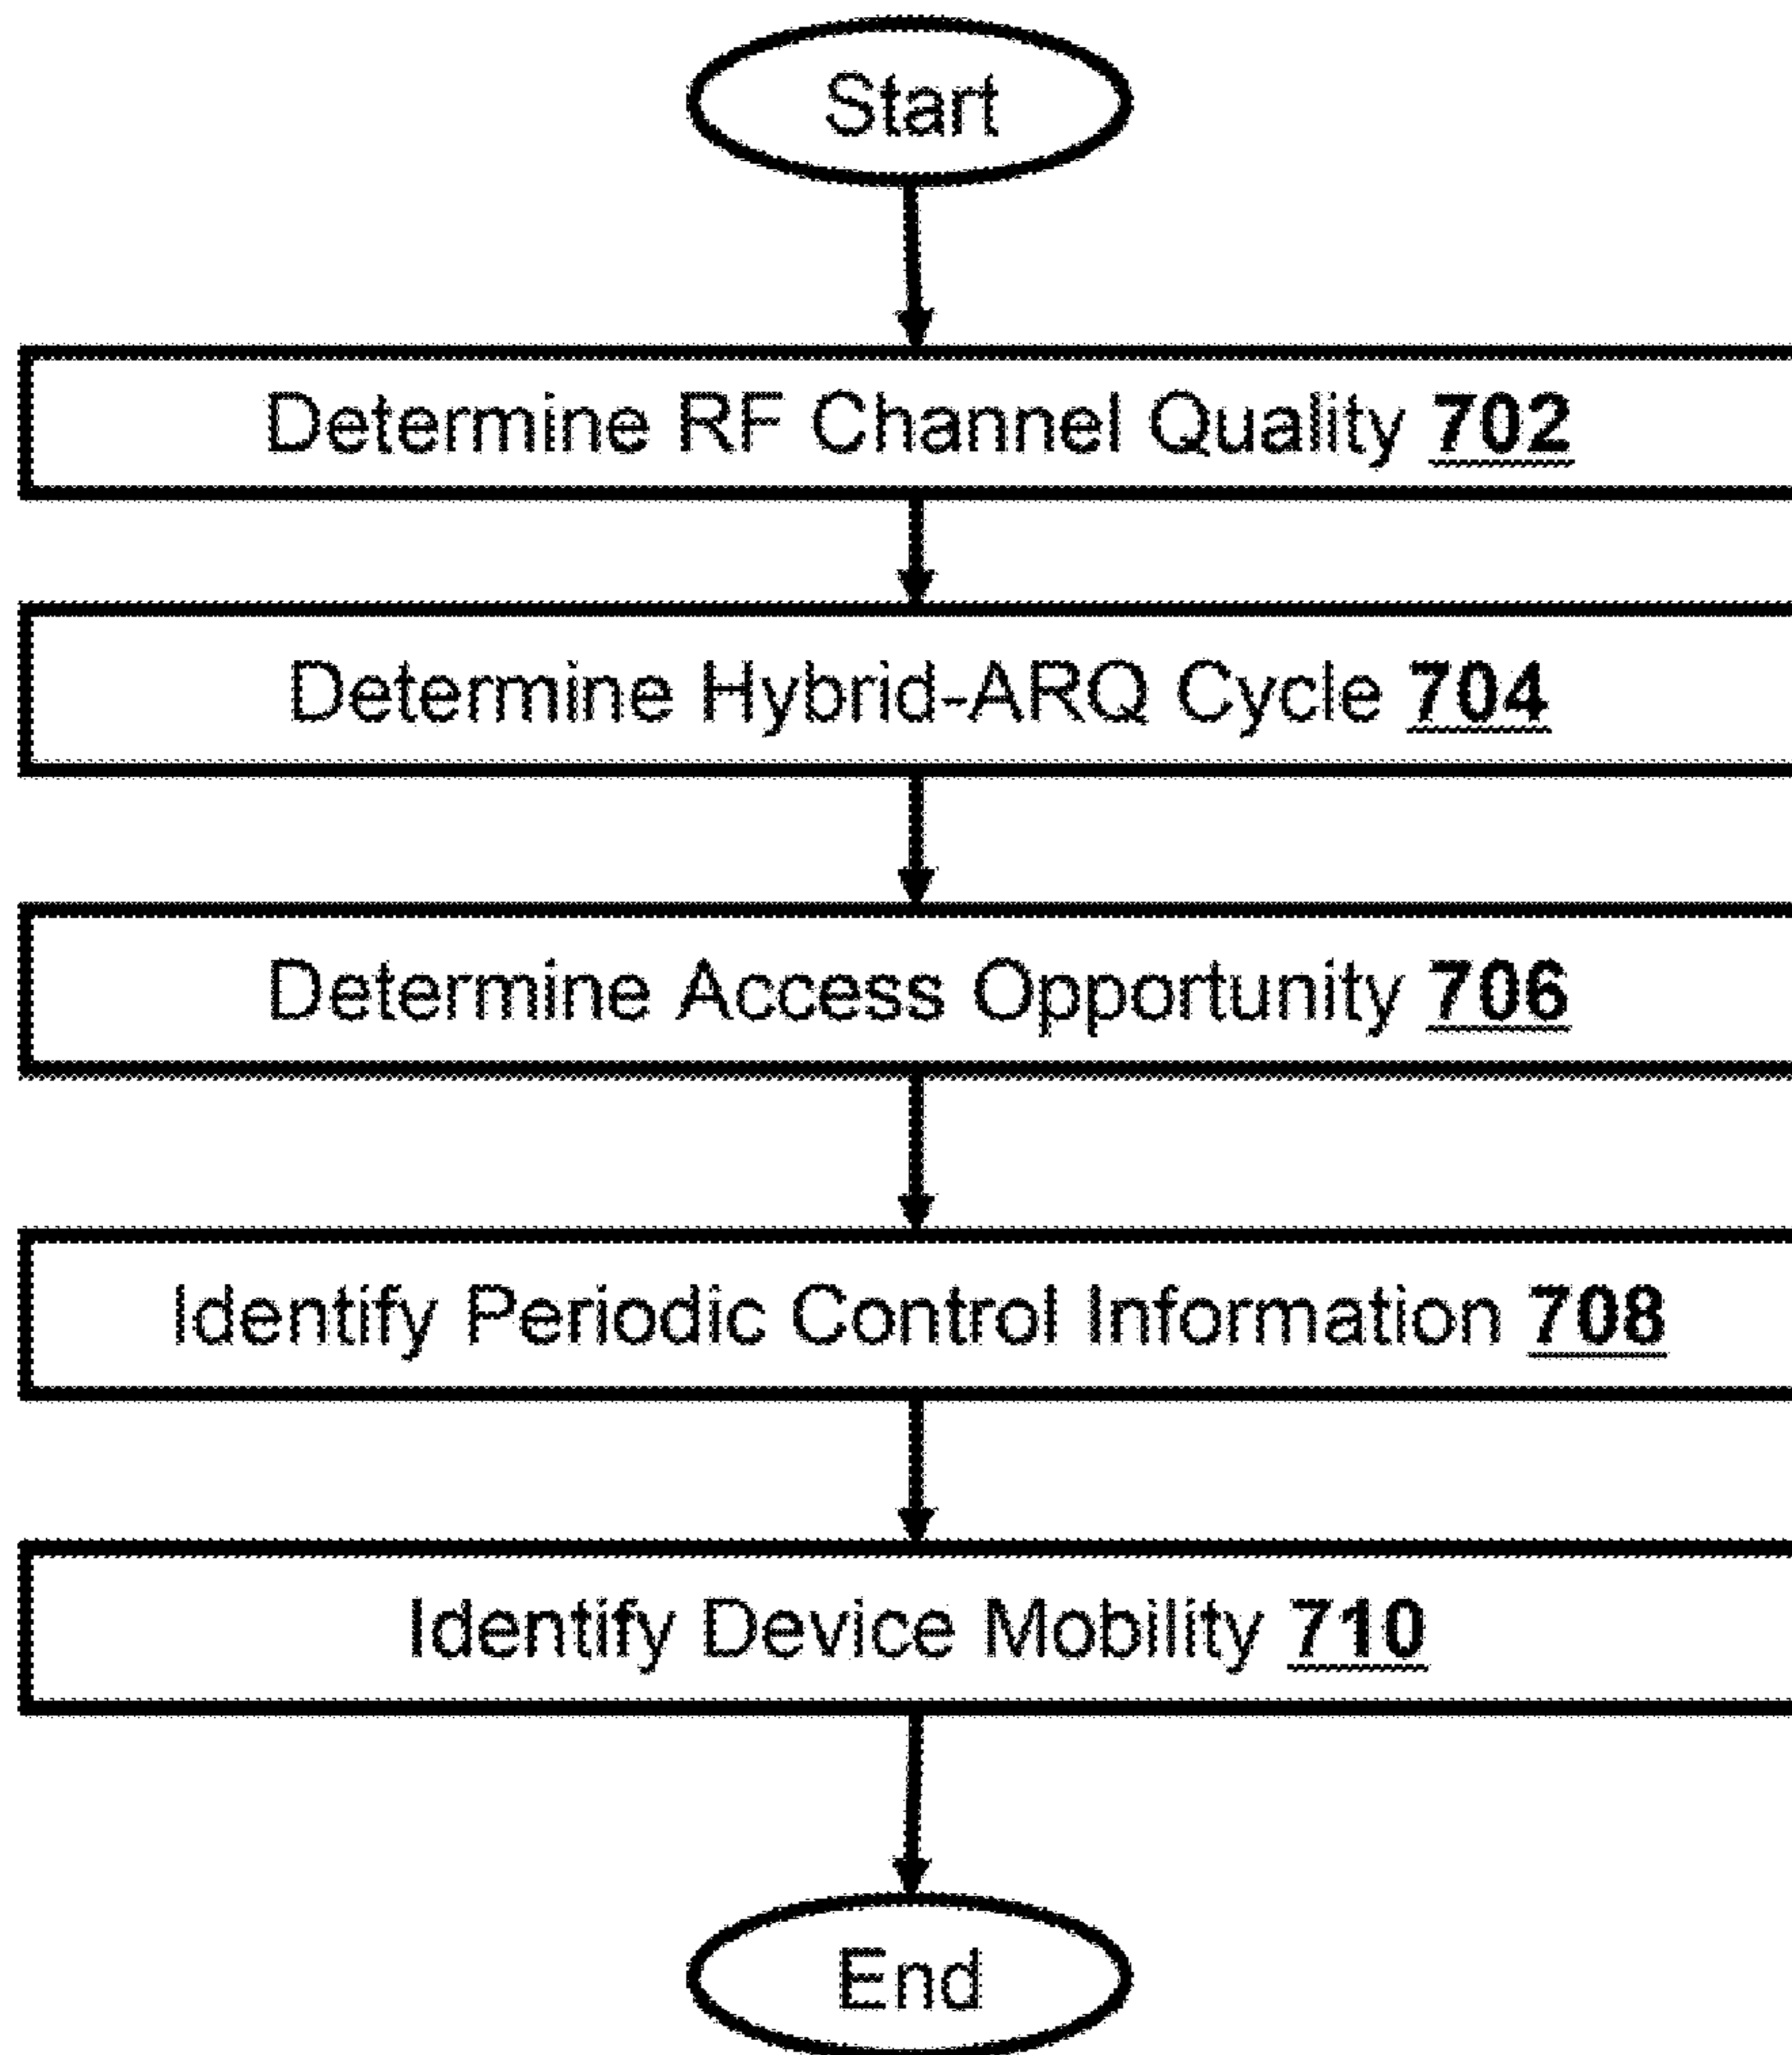 Start
Determine RF Channel Quality 702
Determine Hybrid-ARQ Cycle 704
Determine Access Opportunity 706
Identify Periodic Control Information 708
Identify Device Mobility 710
End